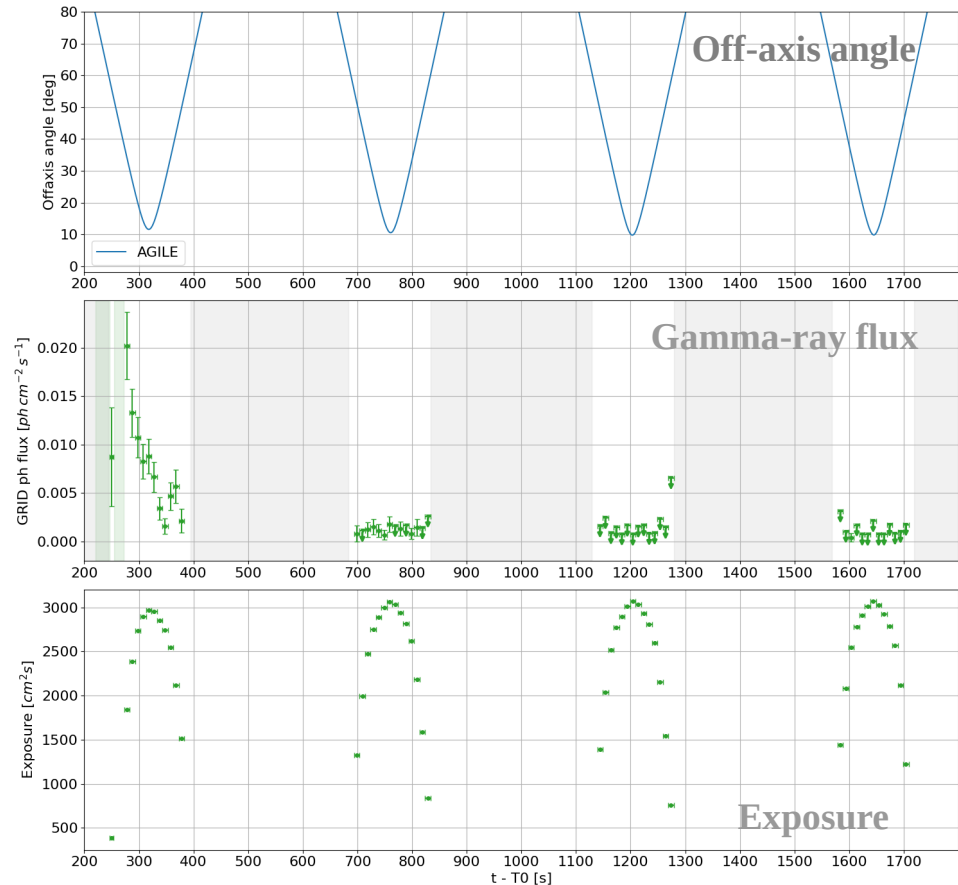 80
70
60
50
40
30
20
10
0
Offaxis angle [deg]
Off-axis angle
AGILE
200 300 400 500 600 700 800 900 1000 1100 1200 1300 1400 1500 1600 1700
0.020
0.015
0.010
0.005
0.000
GRID ph flux [ph cm⁻² s⁻¹]
Gamma-ray flux
200 300 400 500 600 700 800 900 1000 1100 1200 1300 1400 1500 1600 1700
3000
2500
2000
1500
1000
500
Exposure [cm²s]
Exposure
200 300 400 500 600 700 800 900 1000 1100 1200 1300 1400 1500 1600 1700
t - T0 [s]